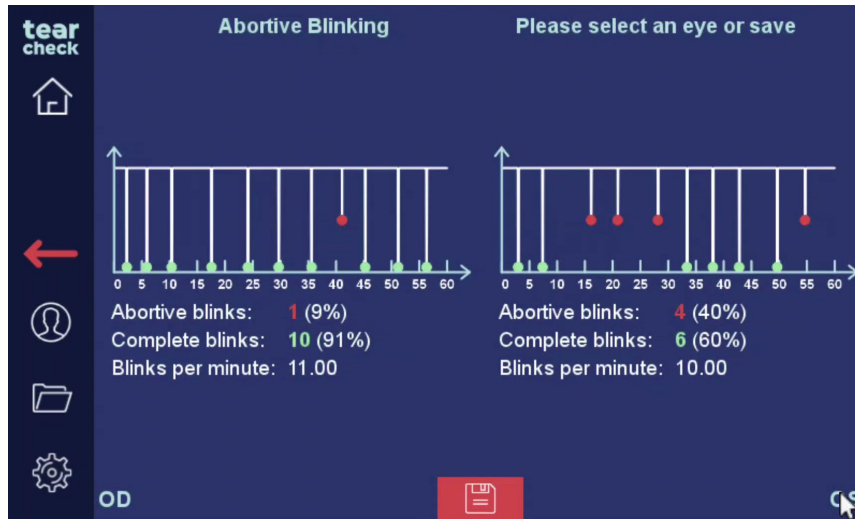 tear
check
Abortive Blinking
Please select an eye or save
0 5 10 15 20 25 30 35 40 45 50 55 60
Abortive blinks: 1 (9%)
Complete blinks: 10 (91%)
Blinks per minute: 11.00
0 5 10 15 20 25 30 35 40 45 50 55 60
Abortive blinks: 4 (40%)
Complete blinks: 6 (60%)
Blinks per minute: 10.00
OD